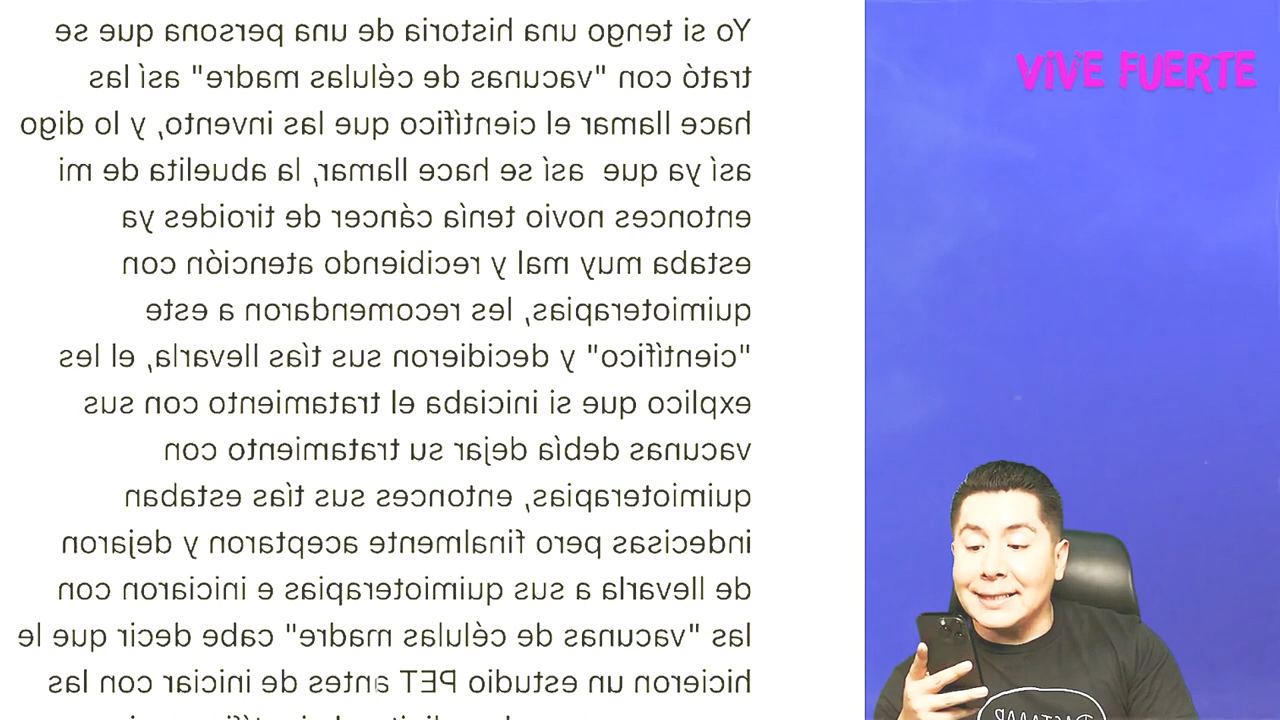 Yo si tengo una historia de una persona que se
trató con "vacunas de células madre" así las
hace llamar el científico que las invento, y lo digo
así ya que  así se hace llamar, la abuelita de mi
entonces novio tenía cáncer de tiroides ya
estaba muy mal y recibiendo atención con
quimioterapias, les recomendaron a este
"científico" y decidieron sus tías llevarla, el les
explico que si iniciaba el tratamiento con sus
vacunas debía dejar su tratamiento con
quimioterapias, entonces sus tías estaban
indecisas pero finalmente aceptaron y dejaron
de llevarla a sus quimioterapias e iniciaron con
las "vacunas de células madre" cabe decir que le
hicieron un estudio PET antes de iniciar con las
VIVE FUERTE